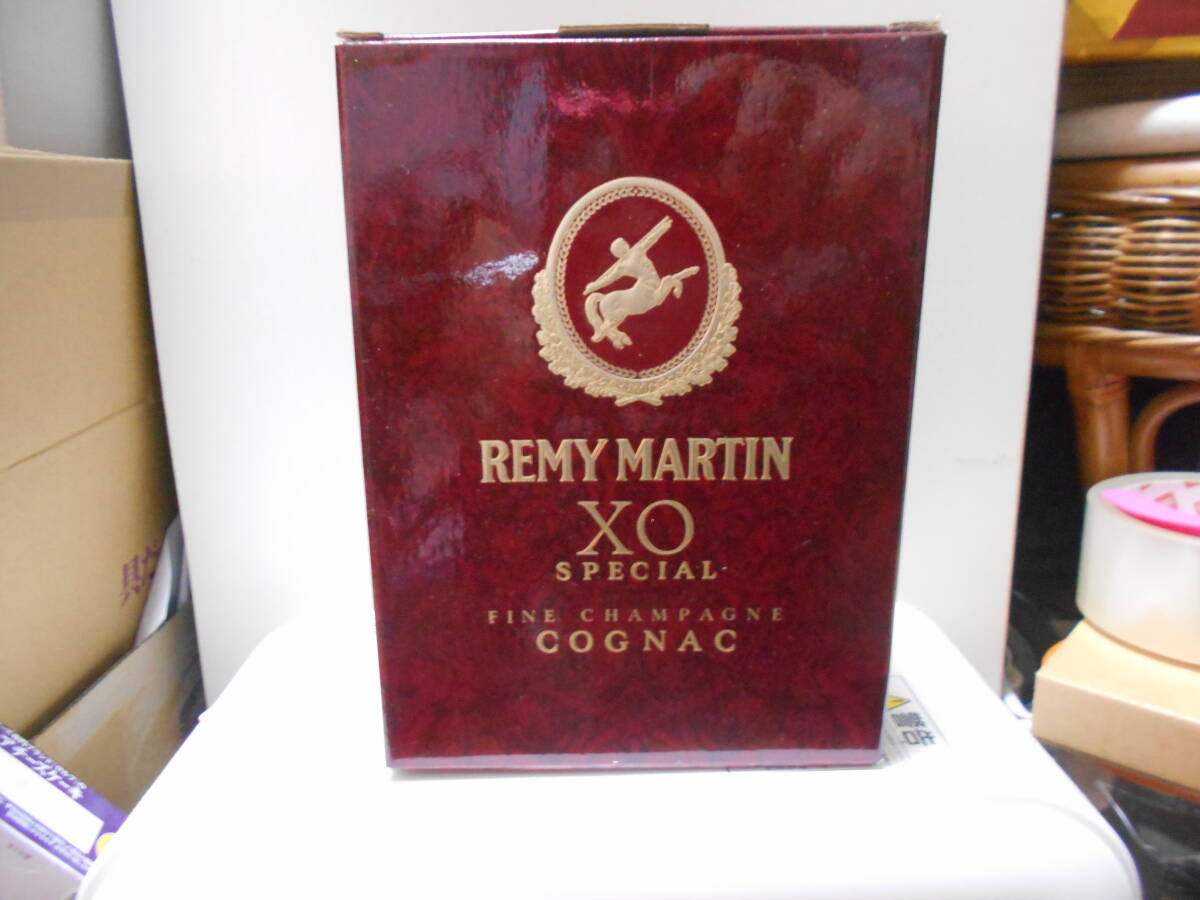 REMY MARTIN
XO
SPECIAL
FINE CHAMPAGNE
COGNAC